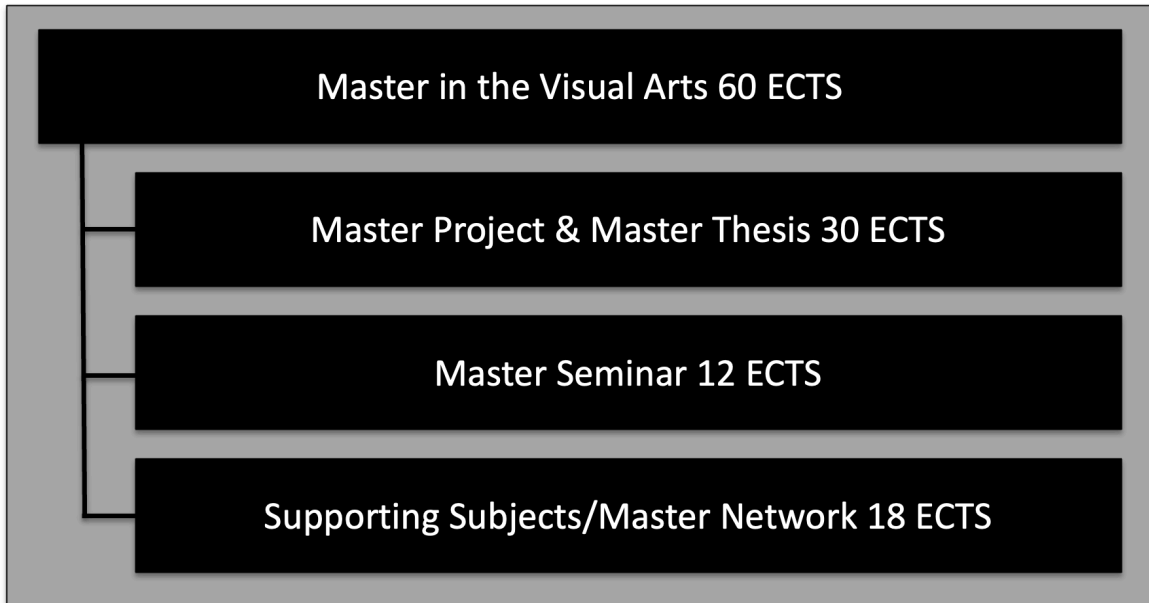 Master in the Visual Arts 60 ECTS
Master Project & Master Thesis 30 ECTS
Master Seminar 12 ECTS
Supporting Subjects/Master Network 18 ECTS